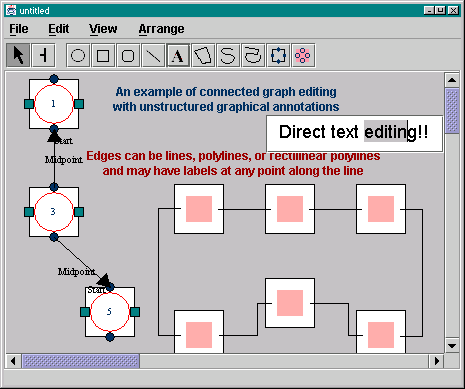 untitled
File Edit View Arrange
A
An example of connected graph editing
with unstructured graphical annotations
Direct text editing!!
Edges can be lines, polylines, or rectilinear polylines
and may have labels at any point along the line
1
Start
Midpoint
3
Midpoint
Start
5